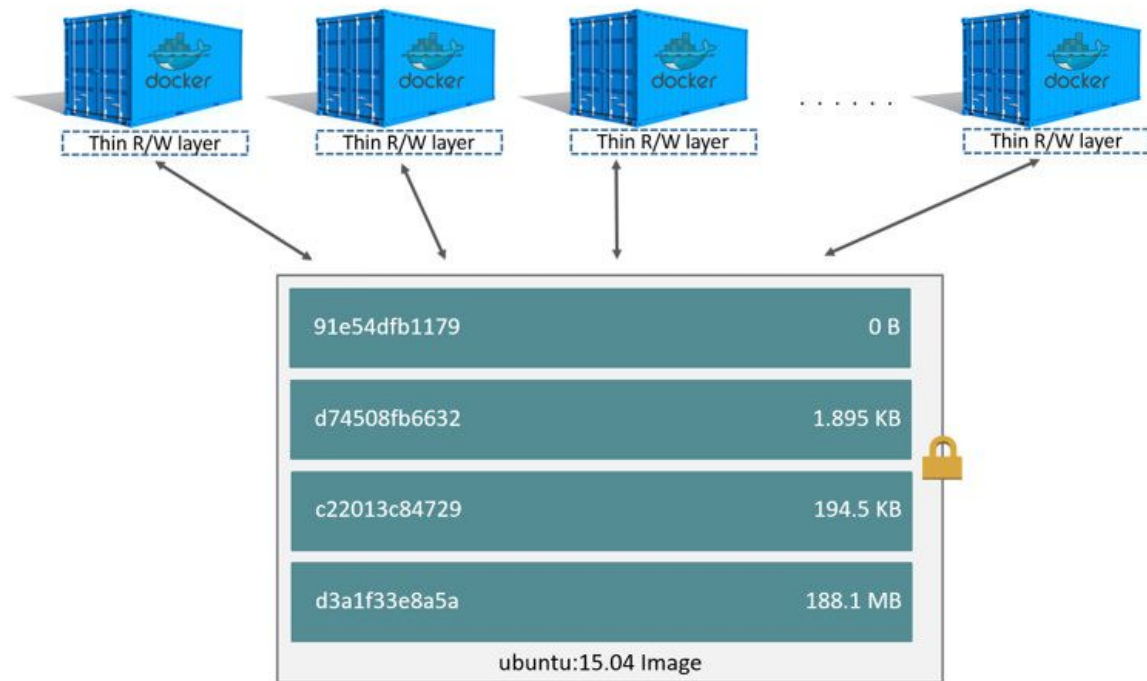 docker docker docker docker
. . . . . .
Thin R/W layer Thin R/W layer Thin R/W layer Thin R/W layer
91e54dfb1179 0 B
d74508fb6632 1.895 KB
c22013c84729 194.5 KB
d3a1f33e8a5a 188.1 MB
ubuntu:15.04 Image